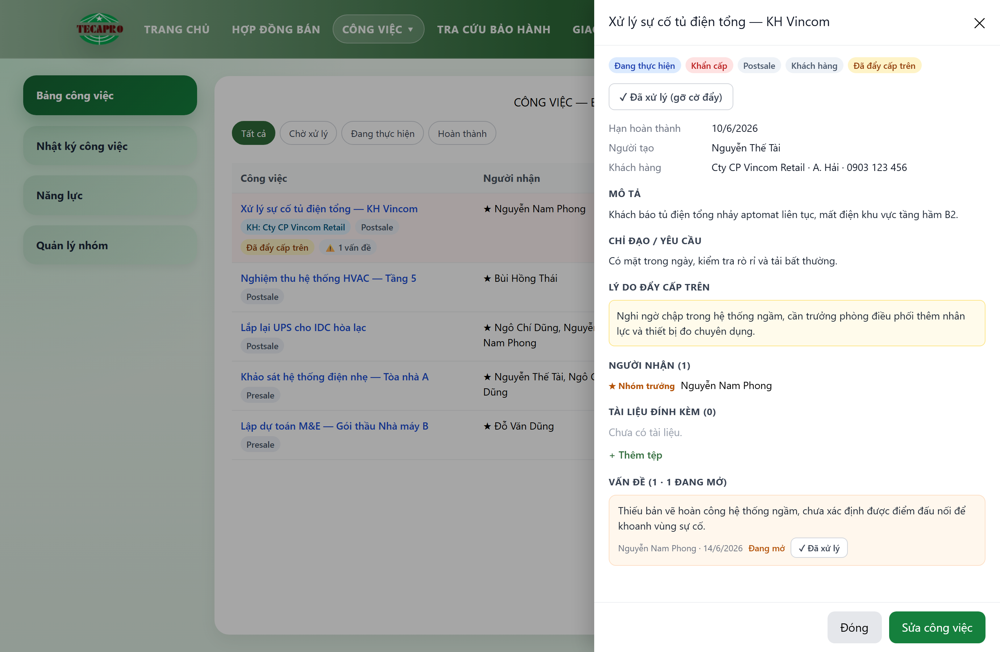 TECAPRO
TRANG CHỦ
HỢP ĐỒNG BÁN
CÔNG VIỆC ▼
TRA CỨU BẢO HÀNH
Bảng công việc
Nhật ký công việc
Năng lực
Quản lý nhóm
CÔNG VIỆC —
Tất cả
Chờ xử lý
Đang thực hiện
Hoàn thành
Công việc
Người nhận
Xử lý sự cố tủ điện tổng — KH Vincom
★ Nguyễn Nam Phong
KH: Cty CP Vincom Retail
Postsale
Đã đẩy cấp trên
⚠ 1 vấn đề
Nghiệm thu hệ thống HVAC — Tầng 5
★ Bùi Hồng Thái
Postsale
Lắp lại UPS cho IDC hòa lạc
★ Ngô Chí Dũng, Nguyễn
Nam Phong
Postsale
Khảo sát hệ thống điện nhẹ — Tòa nhà A
★ Nguyễn Thế Tài, Ngô
Dũng
Presale
Lập dự toán M&E — Gói thầu Nhà máy B
★ Đỗ Văn Dũng
Presale
Xử lý sự cố tủ điện tổng — KH Vincom
Đang thực hiện
Khẩn cấp
Postsale
Khách hàng
Đã đẩy cấp trên
✓ Đã xử lý (gỡ cờ đẩy)
Hạn hoàn thành 10/6/2026
Người tạo Nguyễn Thế Tài
Khách hàng Cty CP Vincom Retail · A. Hải · 0903 123 456
MÔ TẢ
Khách báo tủ điện tổng nhảy aptomat liên tục, mất điện khu vực tầng hầm B2.
CHỈ ĐẠO / YÊU CẦU
Có mặt trong ngày, kiểm tra rò rỉ và tải bất thường.
LÝ DO ĐẨY CẤP TRÊN
Nghi ngờ chập trong hệ thống ngầm, cần trưởng phòng điều phối thêm nhân
lực và thiết bị đo chuyên dụng.
NGƯỜI NHẬN (1)
★ Nhóm trưởng Nguyễn Nam Phong
TÀI LIỆU ĐÍNH KÈM (0)
Chưa có tài liệu.
+ Thêm tệp
VẤN ĐỀ (1 · 1 ĐANG MỞ)
Thiếu bản vẽ hoàn công hệ thống ngầm, chưa xác định được điểm đấu nối để
khoanh vùng sự cố.
Nguyễn Nam Phong · 14/6/2026 Đang mở ✓ Đã xử lý
Đóng
Sửa công việc